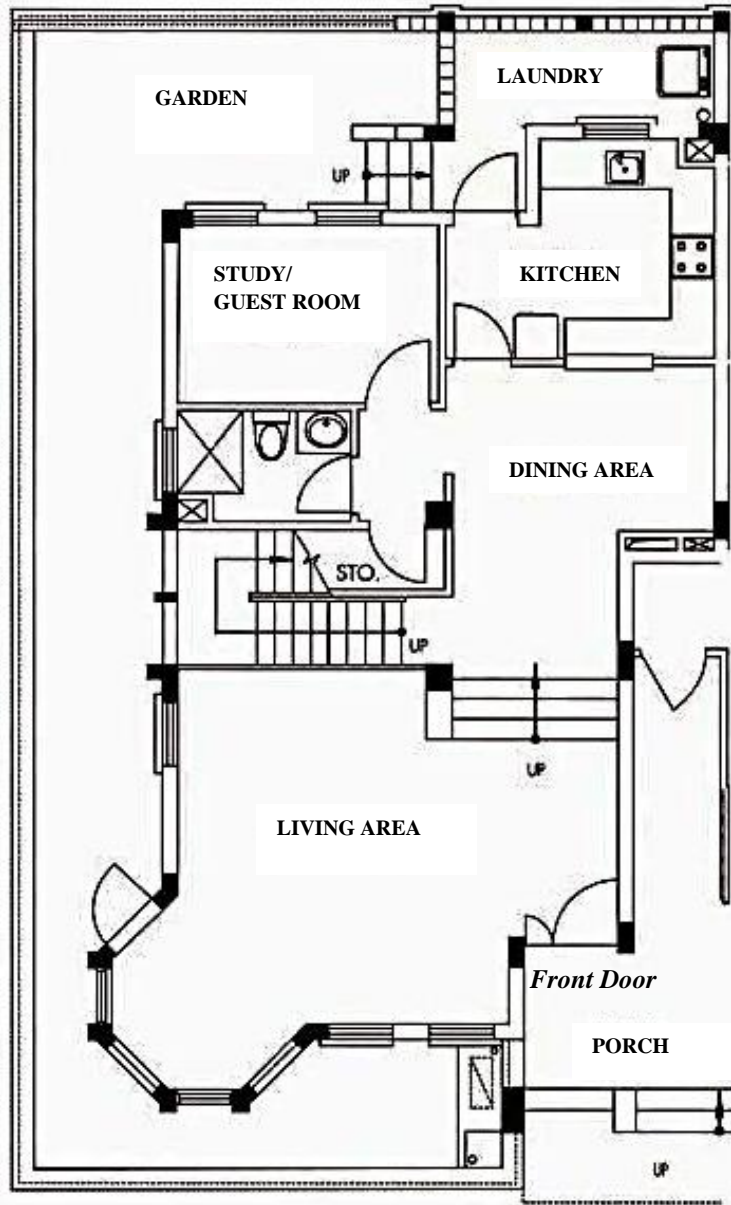 LAUNDRY
GARDEN
UP
STUDY/
GUEST ROOM
KITCHEN
DINING AREA
STO.
UP
UP
LIVING AREA
Front Door
PORCH
UP